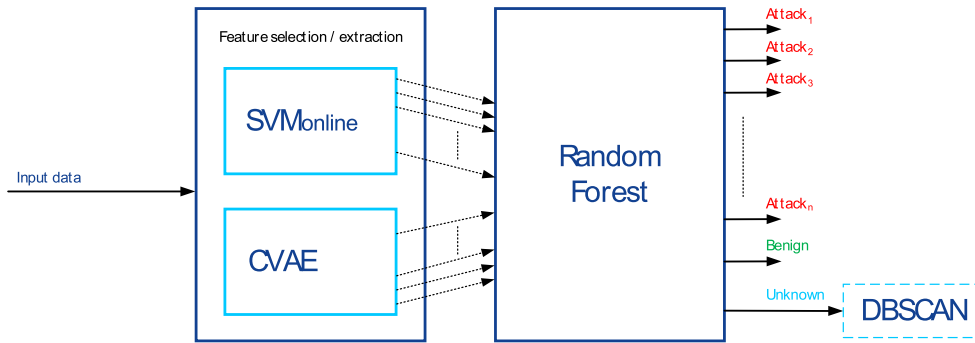 Feature selection / extraction
SVMonline
Input data
CVAE
Random
Forest
Attack1
Attack2
Attack3
Attackn
Benign
Unknown
DBSCAN